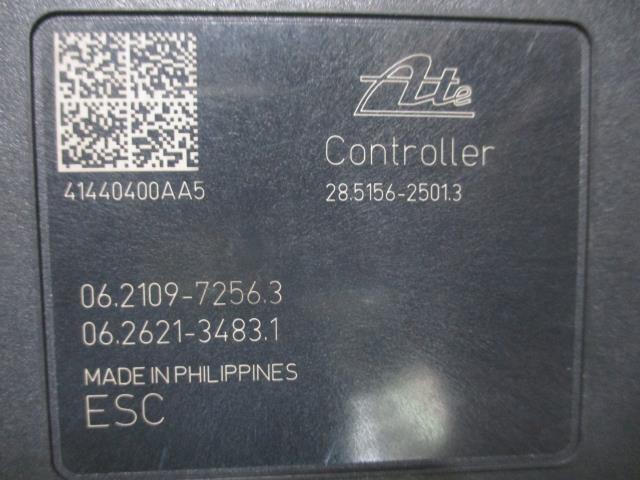 Ate
Controller
41440400AA5
28.5156-2501.3
06.2109-7256.3
06.2621-3483.1
MADE IN PHILIPPINES
ESC